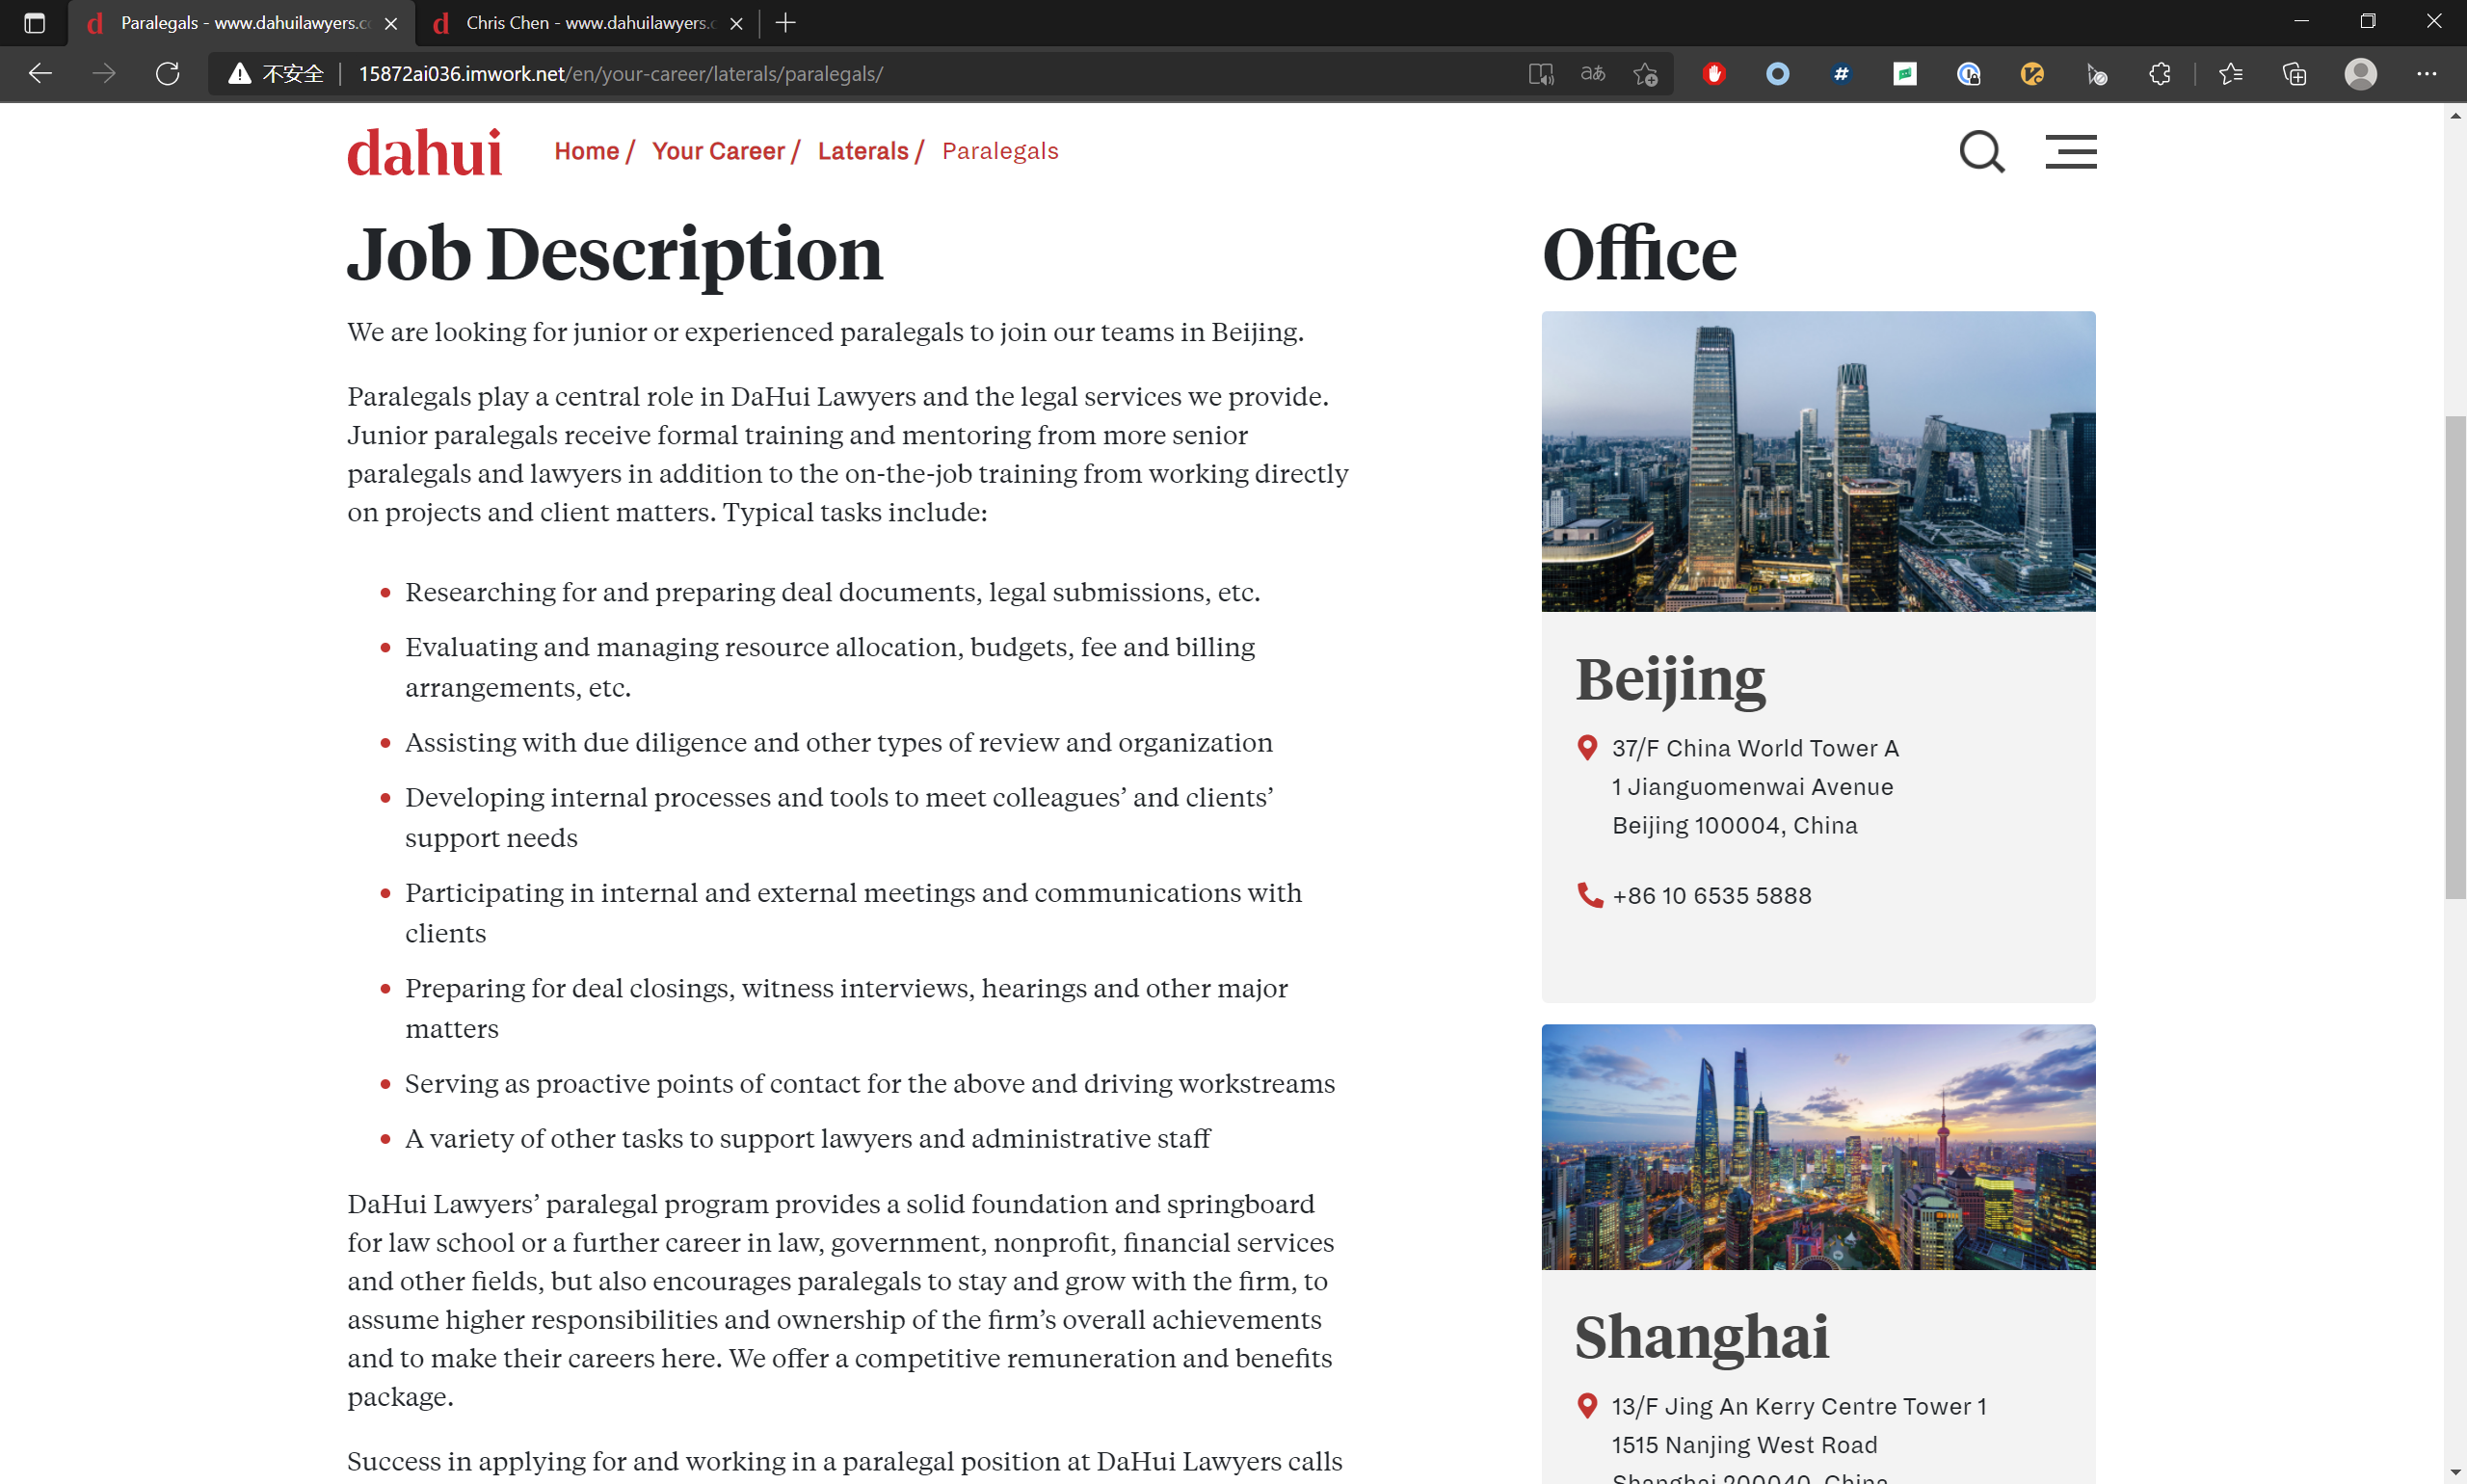 Paralegals - www.dahuilawyers.c
Chris Chen - www.dahuilawyers.
不安全
15872ai036.imwork.net/en/your-career/laterals/paralegals/
dahui
Home / Your Career / Laterals / Paralegals
Job Description
We are looking for junior or experienced paralegals to join our teams in Beijing.
Paralegals play a central role in DaHui Lawyers and the legal services we provide.
Junior paralegals receive formal training and mentoring from more senior
paralegals and lawyers in addition to the on-the-job training from working directly
on projects and client matters. Typical tasks include:
Researching for and preparing deal documents, legal submissions, etc.
Evaluating and managing resource allocation, budgets, fee and billing
arrangements, etc.
Assisting with due diligence and other types of review and organization
Developing internal processes and tools to meet colleagues’ and clients’
support needs
Participating in internal and external meetings and communications with
clients
Preparing for deal closings, witness interviews, hearings and other major
matters
Serving as proactive points of contact for the above and driving workstreams
A variety of other tasks to support lawyers and administrative staff
DaHui Lawyers’ paralegal program provides a solid foundation and springboard
for law school or a further career in law, government, nonprofit, financial services
and other fields, but also encourages paralegals to stay and grow with the firm, to
assume higher responsibilities and ownership of the firm’s overall achievements
and to make their careers here. We offer a competitive remuneration and benefits
package.
Success in applying for and working in a paralegal position at DaHui Lawyers calls
Office
Beijing
37/F China World Tower A
1 Jianguomenwai Avenue
Beijing 100004, China
+86 10 6535 5888
Shanghai
13/F Jing An Kerry Centre Tower 1
1515 Nanjing West Road
Shanghai 200040, China